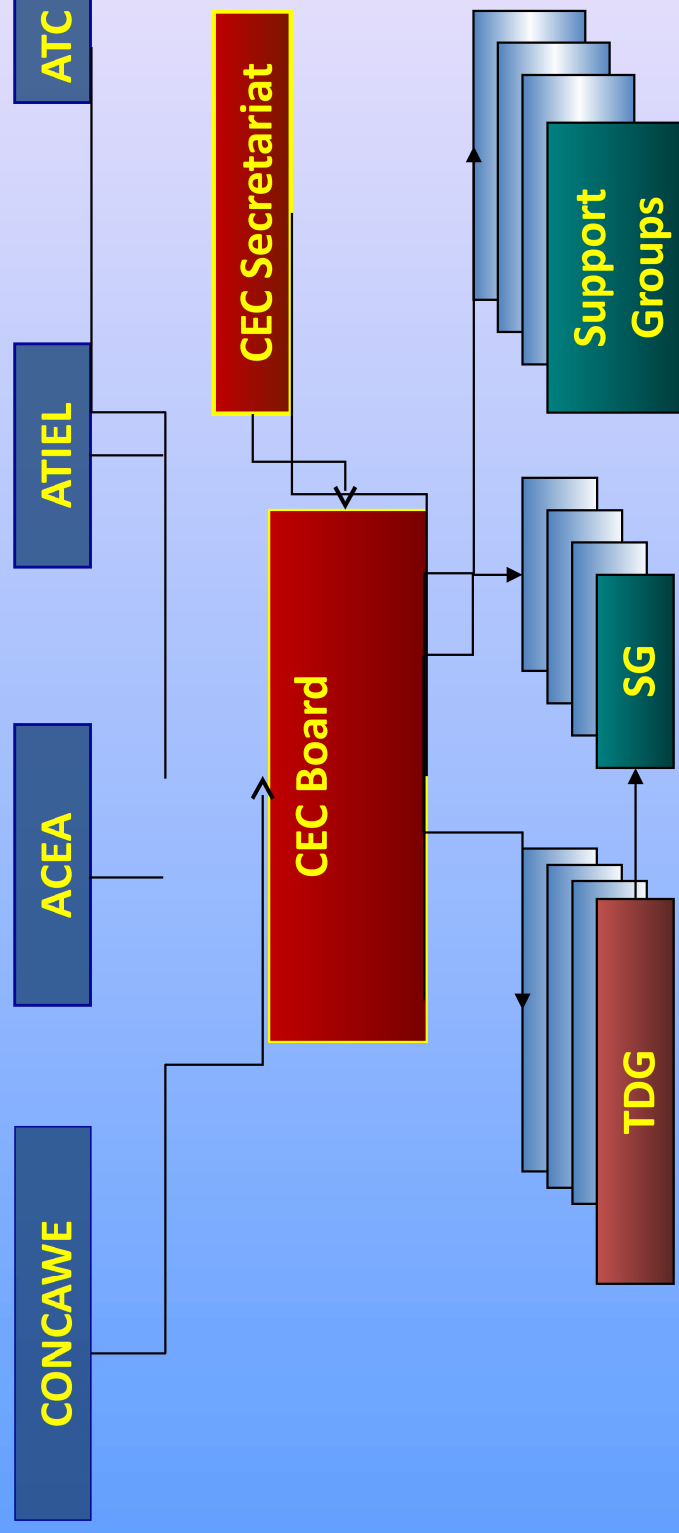 CONCAWE
ACEA
ATIEL
ATC
CEC Secretariat
CEC Board
TDG
SG
Support
Groups